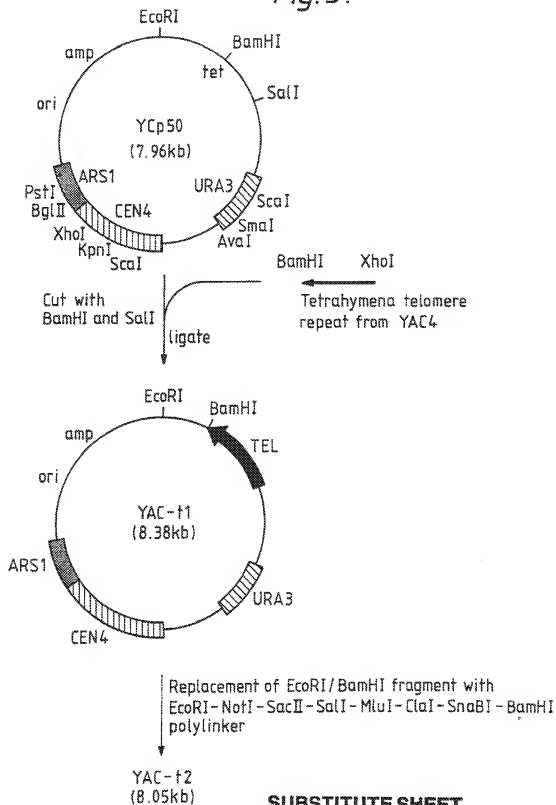 Fig. 3.
EcoRI
BamHI
amp
tet
SalI
ori
YCp50
(7.96kb)
ARS1
URA3
PstI
BglII
CEN4
ScaI
XhoI
SmaI
KpnI
AvaI
ScaI
BamHI XhoI
Cut with
BamHI and SalI
Tetrahymena telomere
repeat from YAC4
ligate
EcoRI
BamHI
amp
TEL
ori
YAC-t1
(8.38kb)
ARS1
URA3
CEN4
Replacement of EcoRI/BamHI fragment with
EcoRI-NotI-SacII-SalI-MluI-ClaI-SnaBI-BamHI
polylinker
YAC-t2
(8.05kb)
SUBSTITUTE SHEET